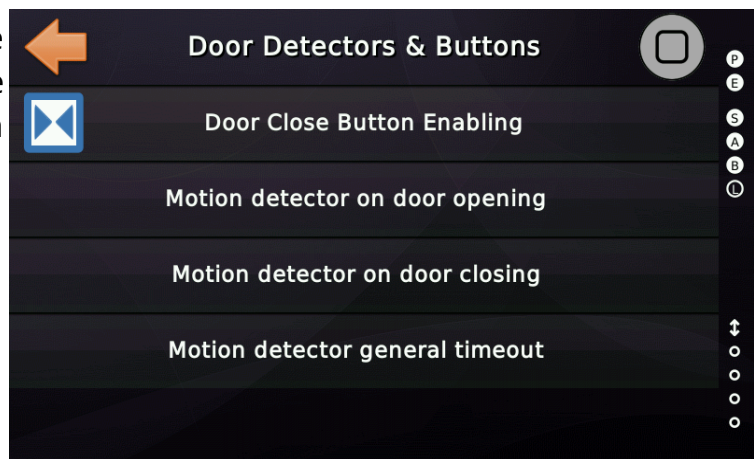 Door Detectors & Buttons
Door Close Button Enabling
Motion detector on door opening
Motion detector on door closing
Motion detector general timeout
P
E
S
A
B
L